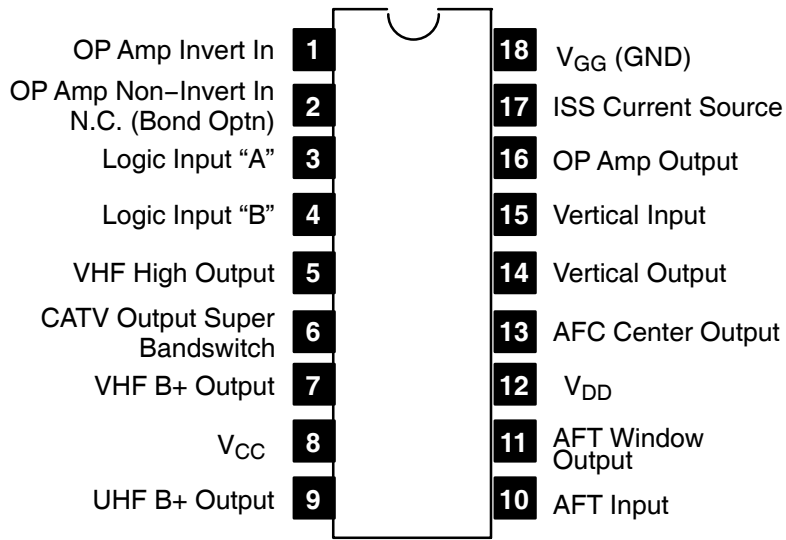 OP Amp Invert In 1
OP Amp Non−Invert In
N.C. (Bond Optn) 2
Logic Input “A” 3
Logic Input “B” 4
VHF High Output 5
CATV Output Super
Bandswitch 6
VHF B+ Output 7
VCC 8
UHF B+ Output 9
18 VGG (GND)
17 ISS Current Source
16 OP Amp Output
15 Vertical Input
14 Vertical Output
13 AFC Center Output
12 VDD
11 AFT Window
Output
10 AFT Input